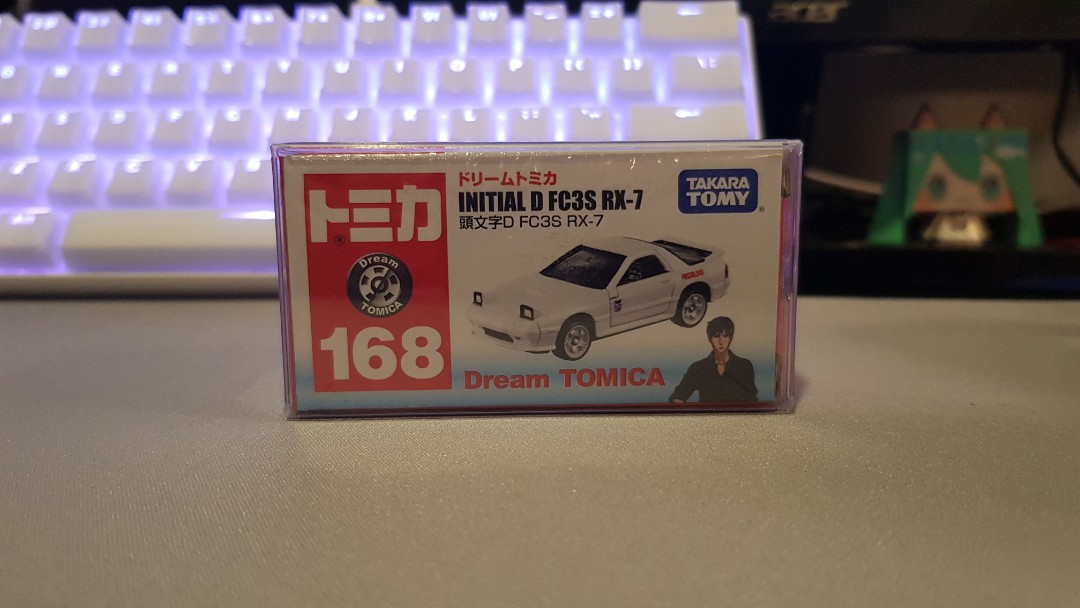 acer
トミカ
Dream
TOMICA
168
ドリームトミカ
INITIAL D FC3S RX-7
頭文字D FC3S RX-7
TAKARA
TOMY
Dream TOMICA